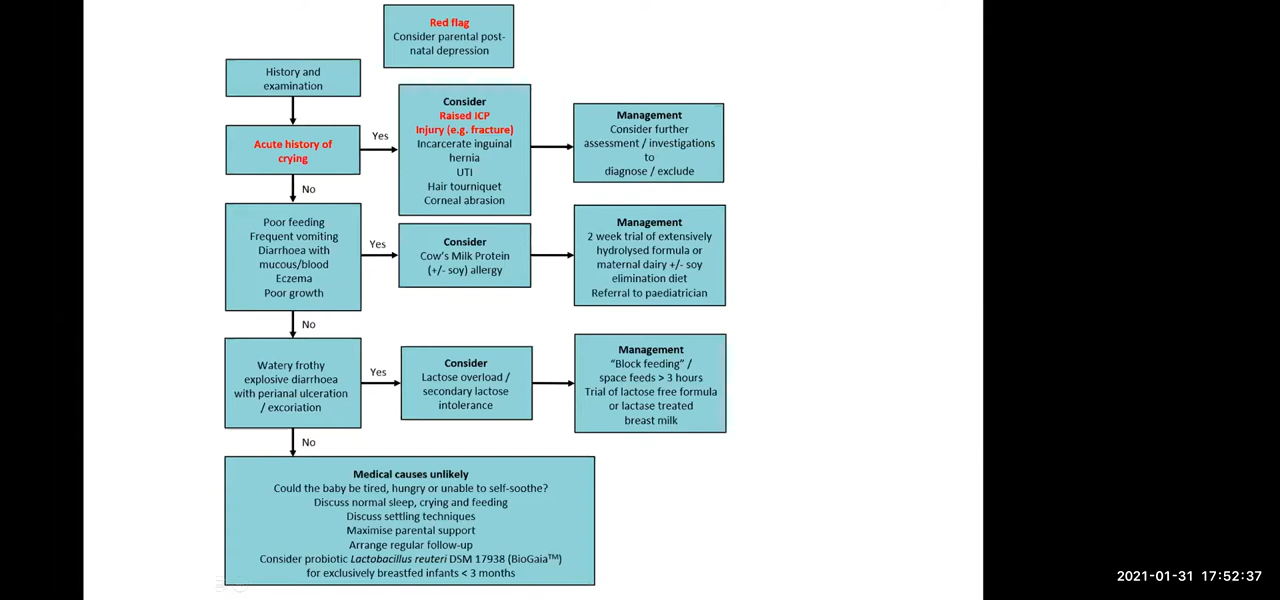 Red flag
Consider parental post-
natal depression
History and
examination
Acute history of
crying
Yes
Consider
Raised ICP
Injury (e.g. fracture)
Incarcerate inguinal
hernia
UTI
Hair tourniquet
Corneal abrasion
Management
Consider further
assessment / investigations
to
diagnose / exclude
No
Poor feeding
Frequent vomiting
Diarrhoea with
mucous/blood
Eczema
Poor growth
Yes
Consider
Cow's Milk Protein
(+/- soy) allergy
Management
2 week trial of extensively
hydrolysed formula or
maternal dairy +/- soy
elimination diet
Referral to paediatrician
No
Watery frothy
explosive diarrhoea
with perianal ulceration
/ excoriation
Yes
Consider
Lactose overload /
secondary lactose
intolerance
Management
“Block feeding” /
space feeds > 3 hours
Trial of lactose free formula
or lactase treated
breast milk
No
Medical causes unlikely
Could the baby be tired, hungry or unable to self-soothe?
Discuss normal sleep, crying and feeding
Discuss settling techniques
Maximise parental support
Arrange regular follow-up
Consider probiotic Lactobacillus reuteri DSM 17938 (BioGaia™)
for exclusively breastfed infants < 3 months
2021-01-31 17:52:37